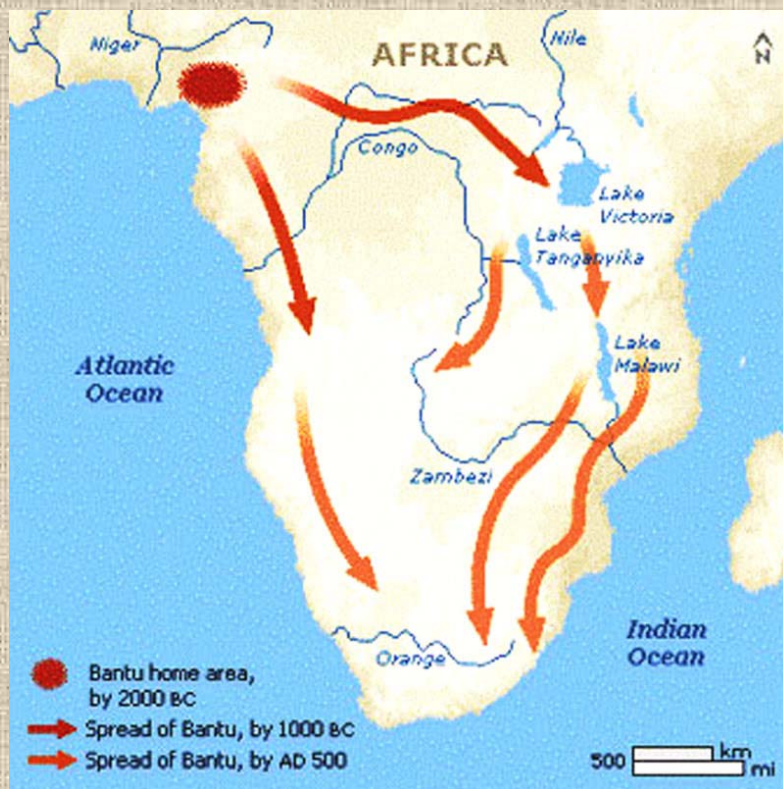 Niger
AFRICA
Nile
N
Congo
Lake
Victoria
Lake
Tanganyika
Atlantic
Ocean
Lake
Malawi
Zambezi
Orange
Indian
Ocean
Bantu home area,
by 2000 BC
Spread of Bantu, by 1000 BC
Spread of Bantu, by AD 500
500 km
mi